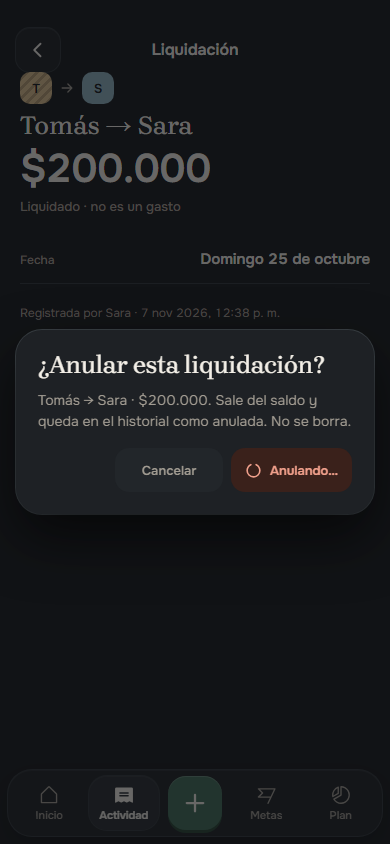 Liquidación
T → S
Tomás → Sara
$200.000
Liquidado · no es un gasto
Fecha
Domingo 25 de octubre
Registrada por Sara · 7 nov 2026, 12:38 p. m.
¿Anular esta liquidación?
Tomás → Sara · $200.000. Sale del saldo y
queda en el historial como anulada. No se borra.
Cancelar
Anulando...
Inicio
Actividad
Metas
Plan